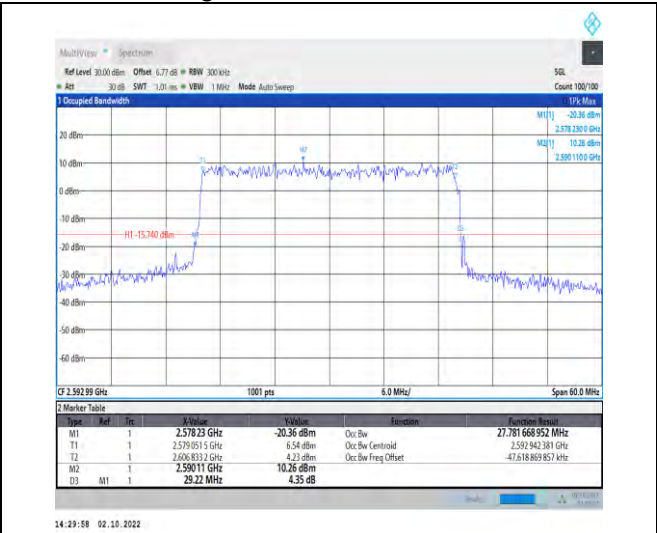 MultiView Spectrum
Ref Level 30.00 dBm Offset 6.77 dB RBW 300 kHz SGL
Att 30 dB SWT 1.01 ms VBW 1 MHz Mode Auto Sweep Count 100/100
1 Occupied Bandwidth 1Pk Max
M1[1] -20.36 dBm
2.578 230 0 GHz
M2[1] 10.26 dBm
2.590 110 0 GHz
20 dBm
M2
10 dBm
T1
T2
0 dBm
-10 dBm
H1 -15.740 dBm
M1
D3
-20 dBm
-30 dBm
-40 dBm
-50 dBm
-60 dBm
CF 2.592 99 GHz 1001 pts 6.0 MHz/ Span 60.0 MHz
2 Marker Table
Type Ref Trc X-Value Y-Value Function Function Result
M1 1 2.578 23 GHz -20.36 dBm Occ Bw 27.781 668 952 MHz
T1 1 2.579 051 5 GHz 6.54 dBm Occ Bw Centroid 2.592 942 381 GHz
T2 1 2.606 833 2 GHz 4.23 dBm Occ Bw Freq Offset -47.618 869 857 kHz
M2 1 2.590 11 GHz 10.26 dBm
D3 M1 1 29.22 MHz 4.35 dB
14:29:58 02.10.2022